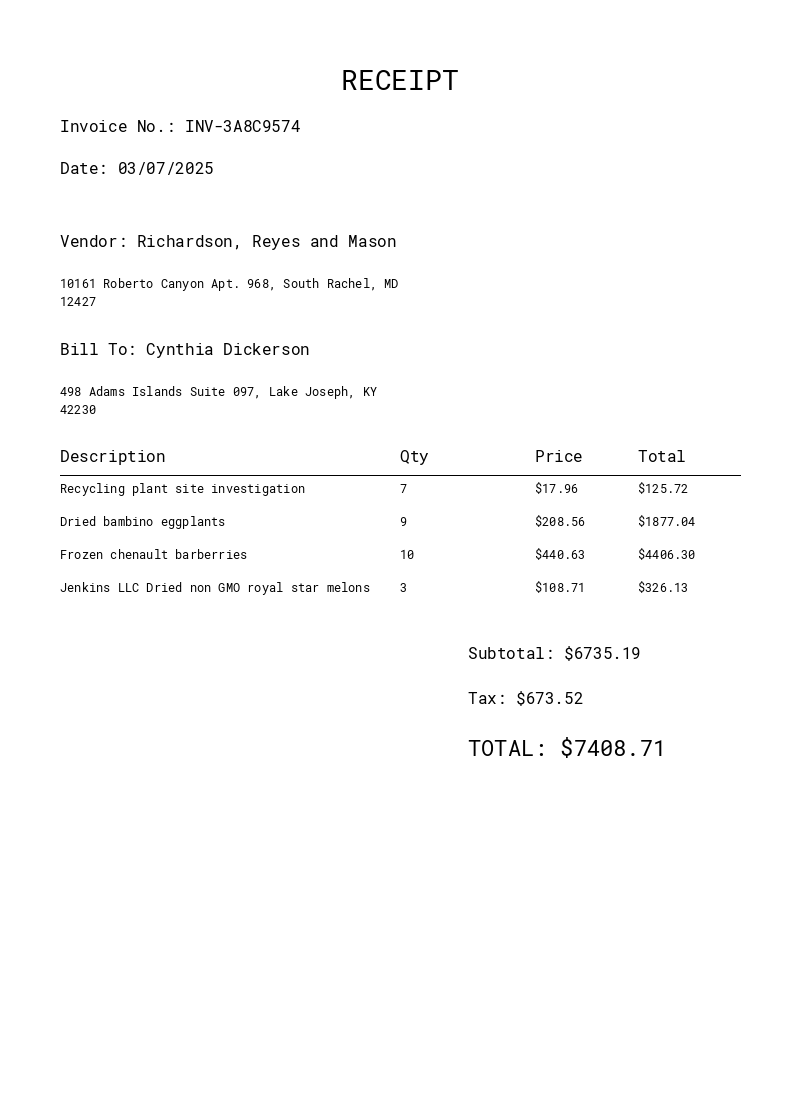 RECEIPT
Invoice No.: INV-3A8C9574
Date: 03/07/2025
Vendor: Richardson, Reyes and Mason
10161 Roberto Canyon Apt. 968, South Rachel, MD
12427
Bill To: Cynthia Dickerson
498 Adams Islands Suite 097, Lake Joseph, KY
42230
Description Qty Price Total
Recycling plant site investigation 7 $17.96 $125.72
Dried bambino eggplants 9 $208.56 $1877.04
Frozen chenault barberries 10 $440.63 $4406.30
Jenkins LLC Dried non GMO royal star melons 3 $108.71 $326.13
Subtotal: $6735.19
Tax: $673.52
TOTAL: $7408.71